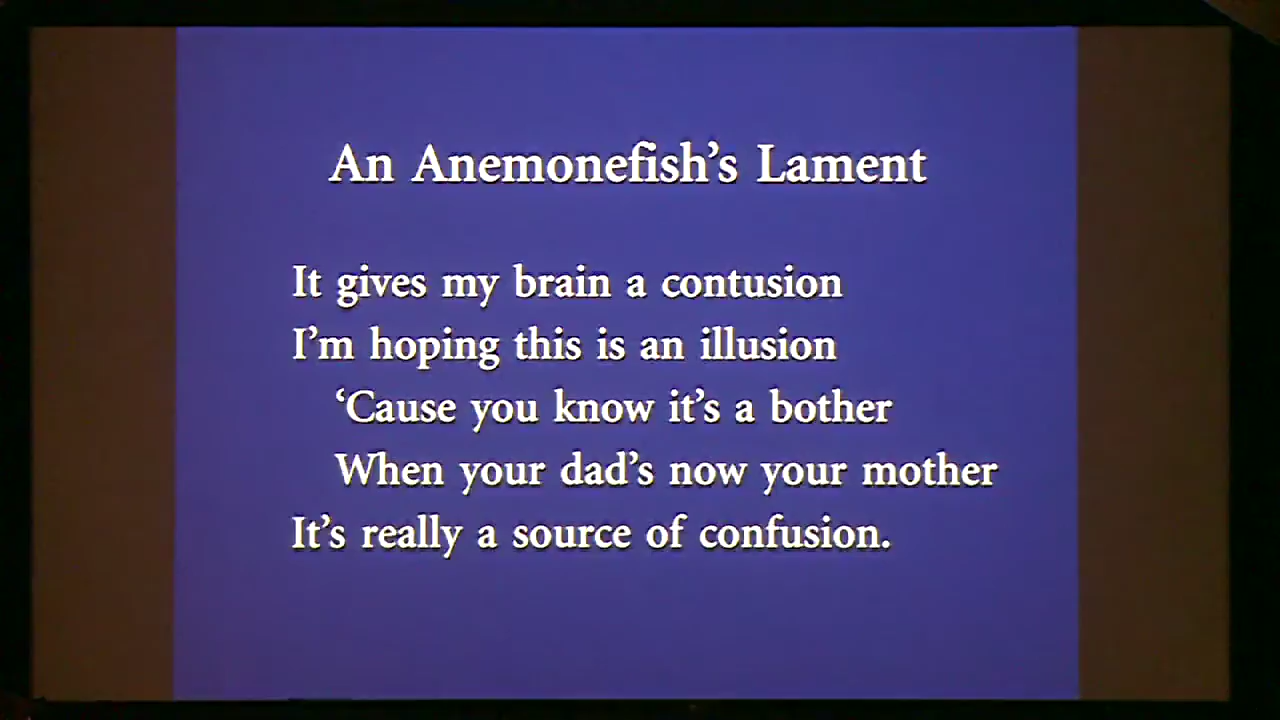 An Anemonefish’s Lament
It gives my brain a contusion
I’m hoping this is an illusion
‘Cause you know it’s a bother
When your dad’s now your mother
It’s really a source of confusion.